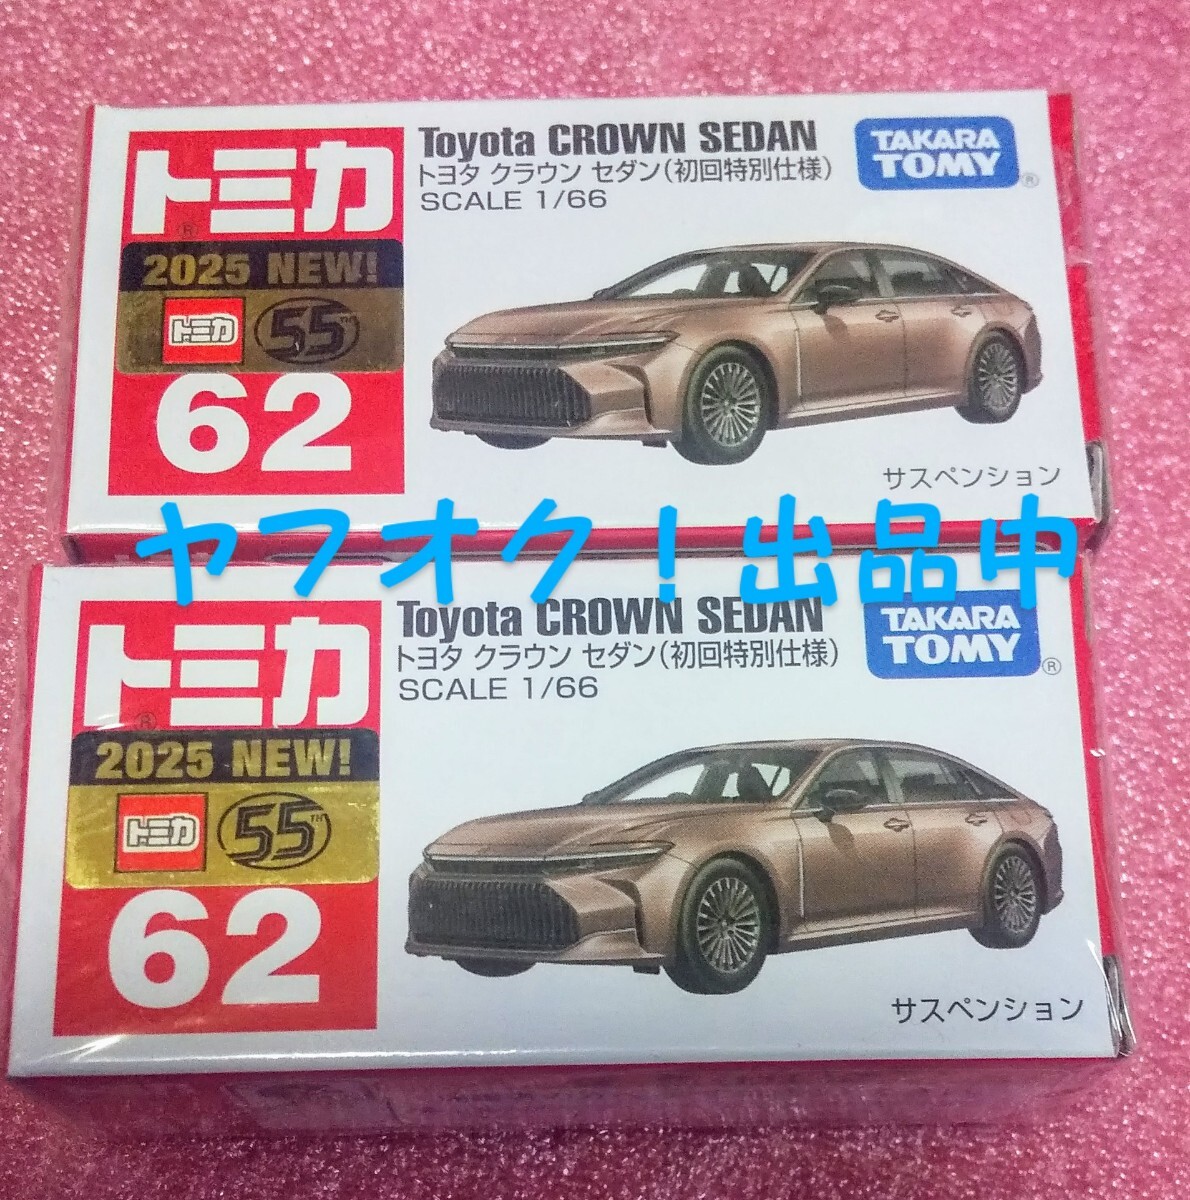 トミカ
®
2025 NEW!
トミカ 55TH
62
Toyota CROWN SEDAN
トヨタ クラウン セダン(初回特別仕様)
SCALE 1/66
TAKARA
TOMY®
サスペンション
ヤフオク!出品中
トミカ
®
2025 NEW!
トミカ 55TH
62
Toyota CROWN SEDAN
トヨタ クラウン セダン(初回特別仕様)
SCALE 1/66
TAKARA
TOMY®
サスペンション